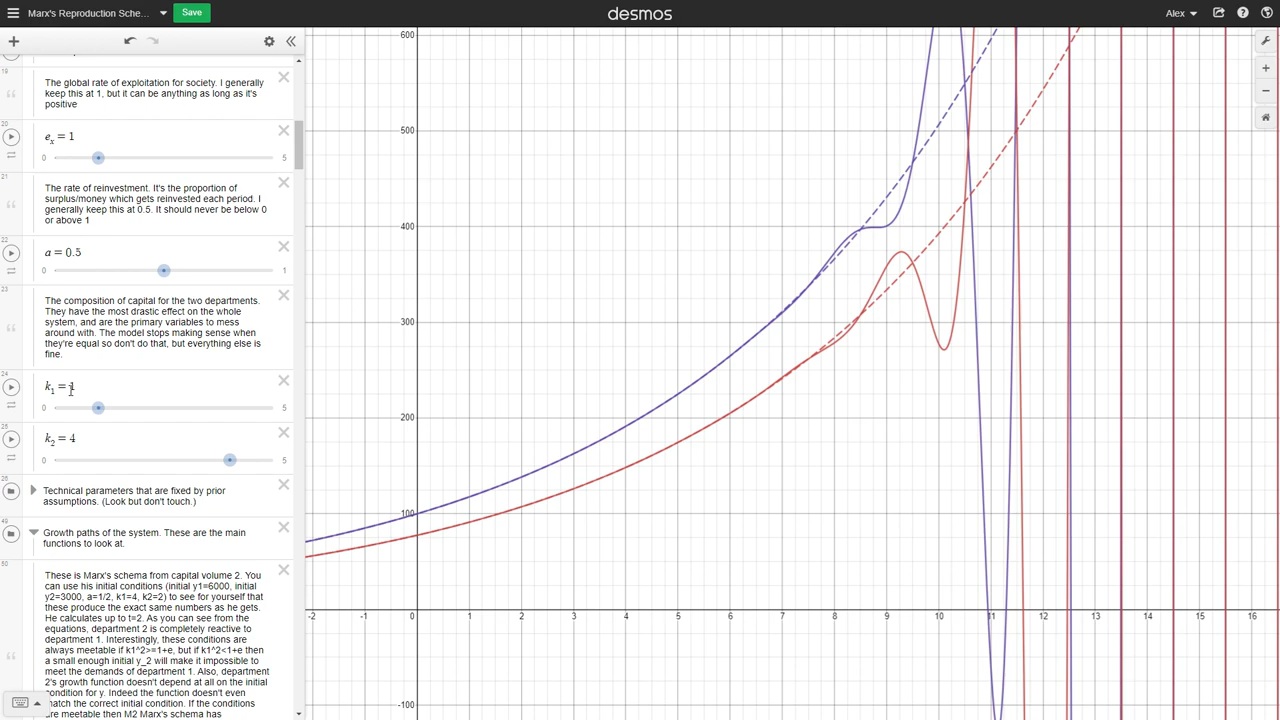 Marx's Reproduction Sche...
Save
desmos
Alex
19
The global rate of exploitation for society. I generally
keep this at 1, but it can be anything as long as it's
positive
20
eₓ = 1
0
5
21
The rate of reinvestment. It's the proportion of
surplus/money which gets reinvested each period. I
generally keep this at 0.5. It should never be below 0
or above 1
22
a = 0.5
0
1
23
The composition of capital for the two departments.
They have the most drastic effect on the whole
system, and are the primary variables to mess
around with. The model stops making sense when
they're equal so don't do that, but everything else is
fine.
24
k₁ = 1
0
5
25
k₂ = 4
0
5
26
Technical parameters that are fixed by prior
assumptions. (Look but don't touch.)
49
Growth paths of the system. These are the main
functions to look at.
50
These is Marx's schema from capital volume 2. You
can use his initial conditions (initial y1=6000, initial
y2=3000, a=1/2, k1=4, k2=2) to see for yourself that
these produce the exact same numbers as he gets.
He calculates up to t=2. As you can see from the
equations, department 2 is completely reactive to
department 1. Interestingly, these conditions are
always meetable if k1^2>=1+e, but if k1^2<1+e then
a small enough initial y_2 will make it impossible to
meet the demands of department 1. Also, department
2's growth function doesn't depend at all on the initial
condition for y. Indeed the function doesn't even
match the correct initial condition. If the conditions
are meetable then M2 Marx's schema has
600
500
400
300
200
100
-100
-2
-1
0
1
2
3
4
5
6
7
8
9
10
11
12
13
14
15
16